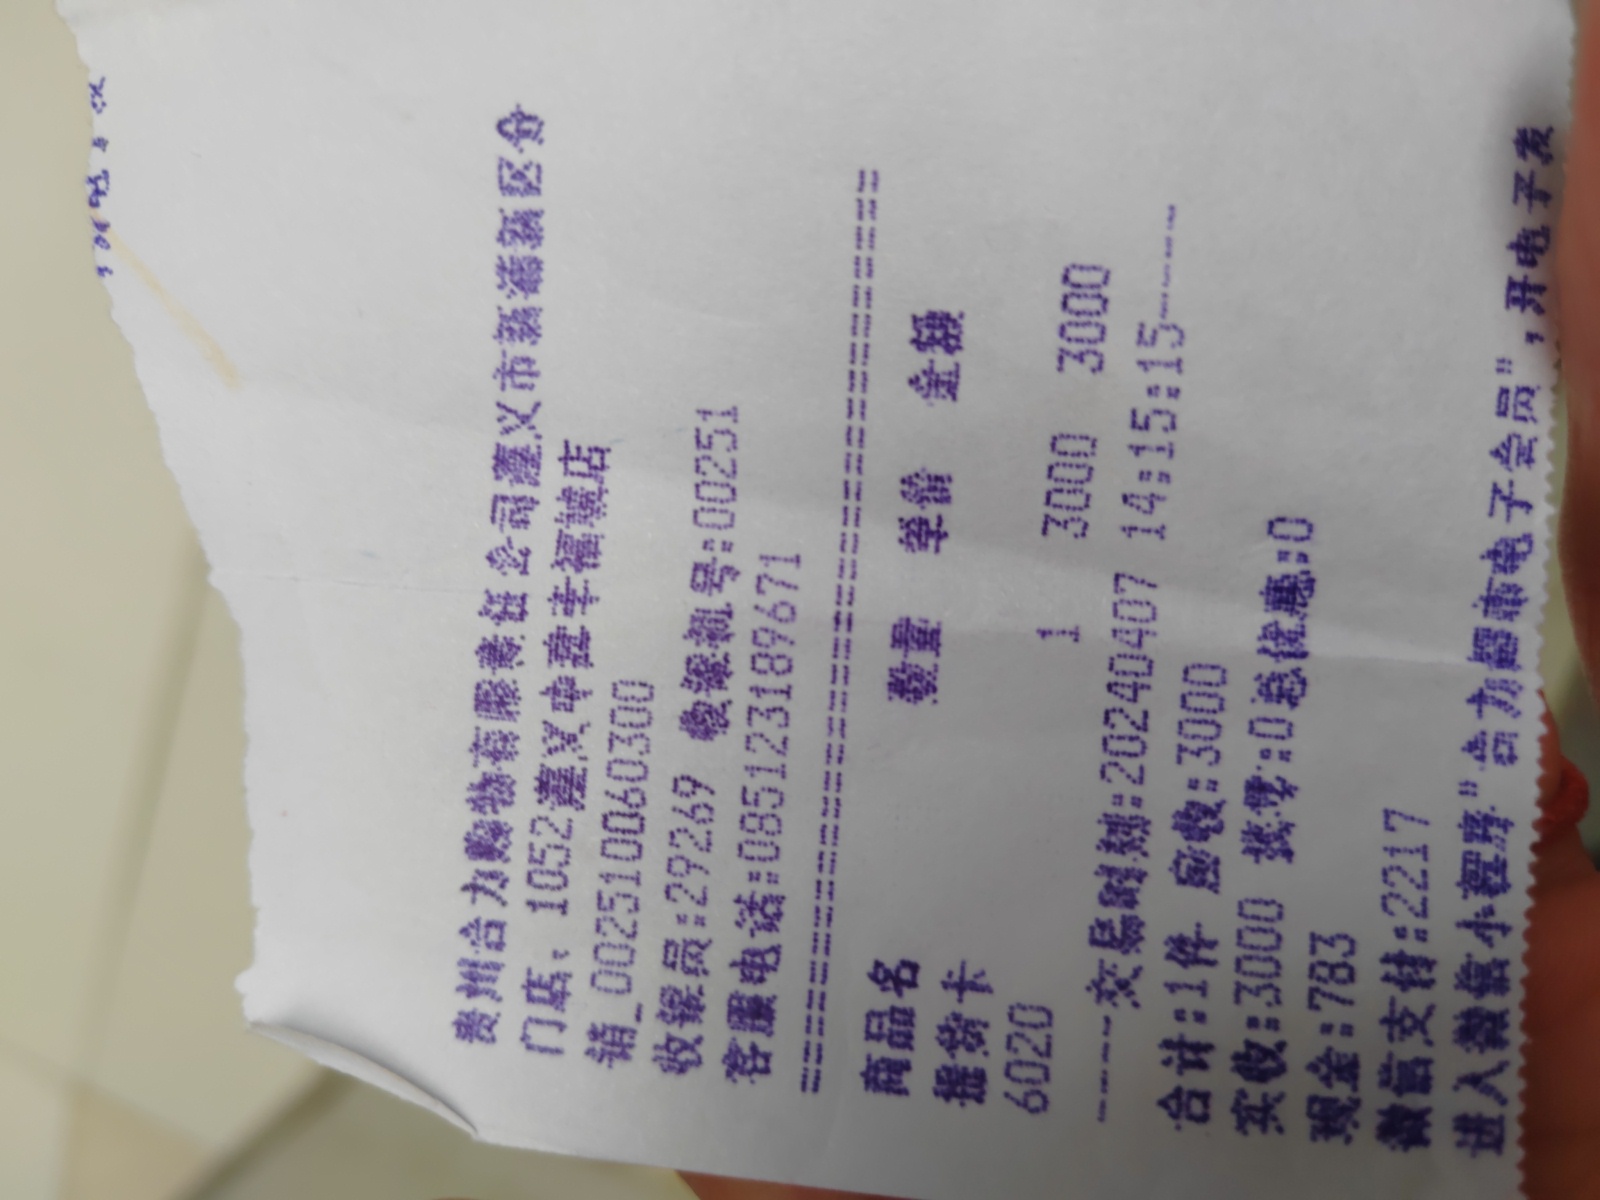 贵州合力购物有限责任公司遵义市新蒲新区分
门店: 1052遵义中建幸福城店
销_002510060300
收银员:29269 收银机号:00251
客服电话:085123189671
==========================================
商品名 数量 单价 金额
提货卡
6020 1 3000 3000
-----交易时刻:20240407 14:15:15-----
合计:1件 应收:3000
实收:3000 找零:0总优惠:0
现金:783
微信支付:2217
进入微信小程序"合力超市电子会员",开电子发